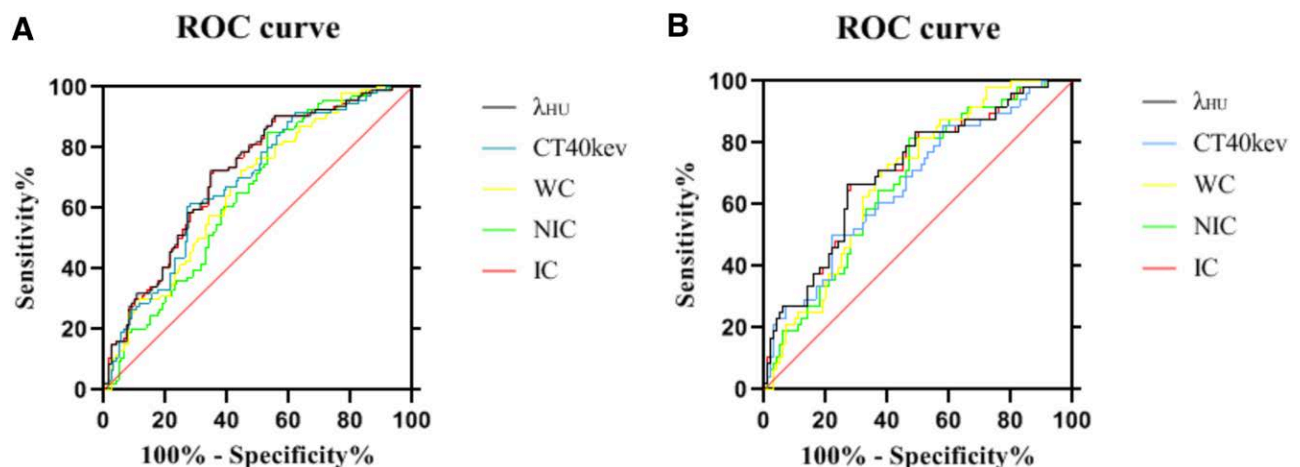 A
ROC curve
Sensitivity%
100
80
60
40
20
0
0 20 40 60 80 100
100% - Specificity%
λHU
CT40kev
WC
NIC
IC
B
ROC curve
Sensitivity%
100
80
60
40
20
0
0 20 40 60 80 100
100% - Specificity%
λHU
CT40kev
WC
NIC
IC